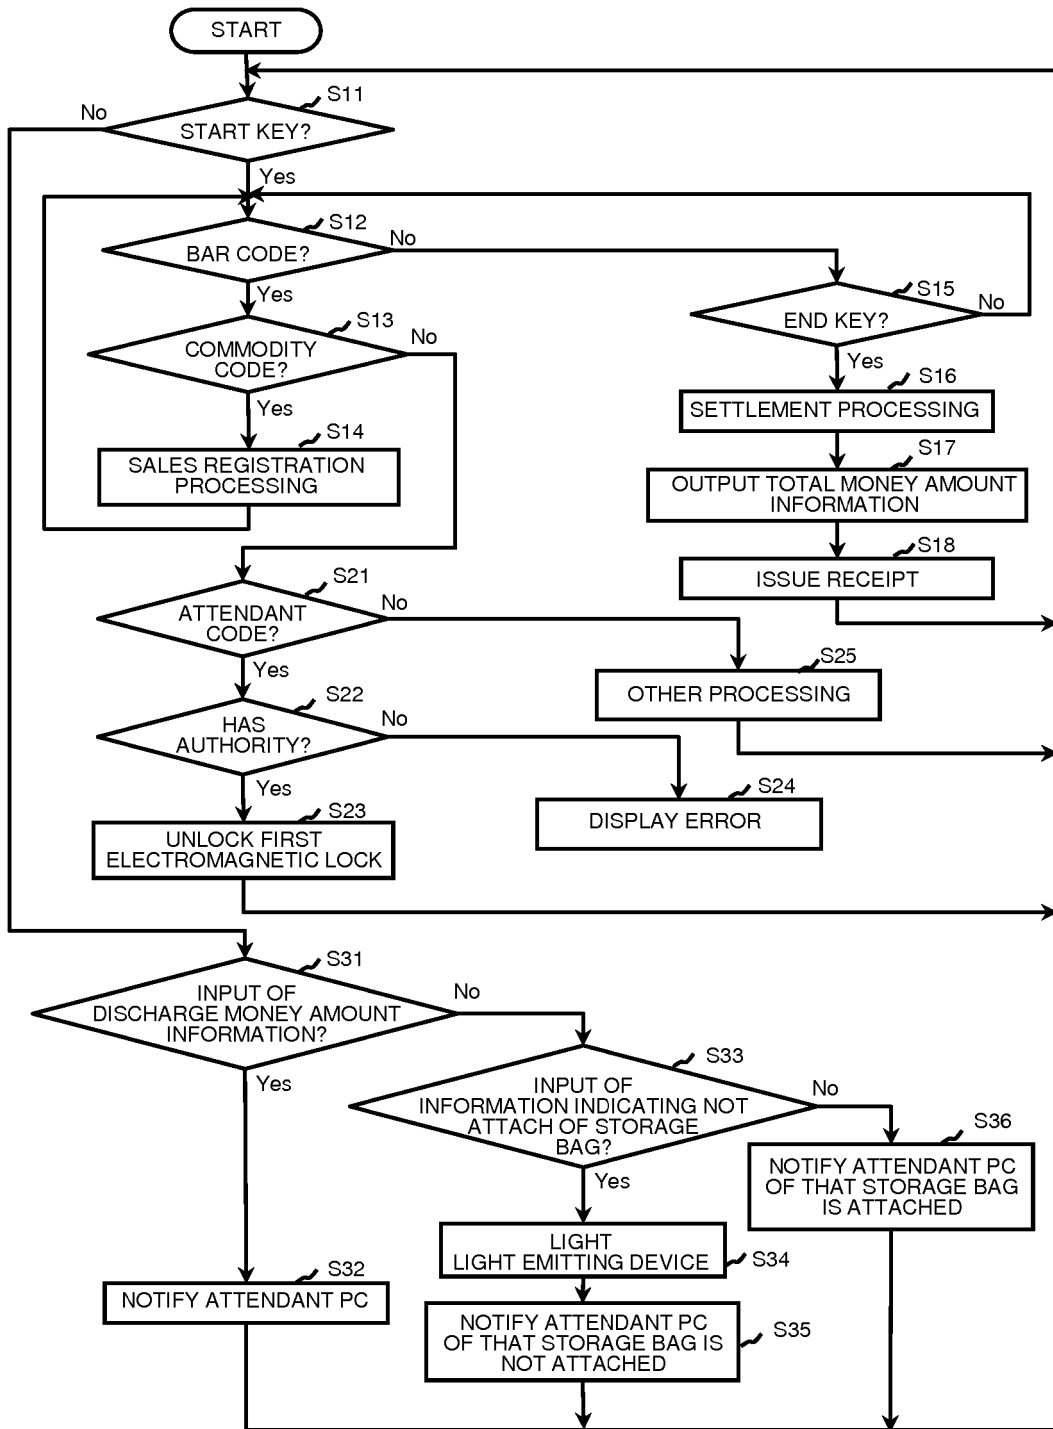 START
S11
No
START KEY?
Yes
S12
No
BAR CODE?
Yes
S15
No
END KEY?
Yes
S13
No
COMMODITY
CODE?
Yes
S16
SETTLEMENT PROCESSING
S14
SALES REGISTRATION
PROCESSING
S17
OUTPUT TOTAL MONEY AMOUNT
INFORMATION
S18
ISSUE RECEIPT
S21
No
ATTENDANT
CODE?
Yes
S25
OTHER PROCESSING
S22
No
HAS
AUTHORITY?
Yes
S24
DISPLAY ERROR
S23
UNLOCK FIRST
ELECTROMAGNETIC LOCK
S31
No
INPUT OF
DISCHARGE MONEY AMOUNT
INFORMATION?
Yes
S33
No
INPUT OF
INFORMATION INDICATING NOT
ATTACH OF STORAGE
BAG?
Yes
S36
NOTIFY ATTENDANT PC
OF THAT STORAGE BAG
IS ATTACHED
LIGHT
LIGHT EMITTING DEVICE
S34
S32
NOTIFY ATTENDANT PC
NOTIFY ATTENDANT PC
OF THAT STORAGE BAG IS
NOT ATTACHED
S35